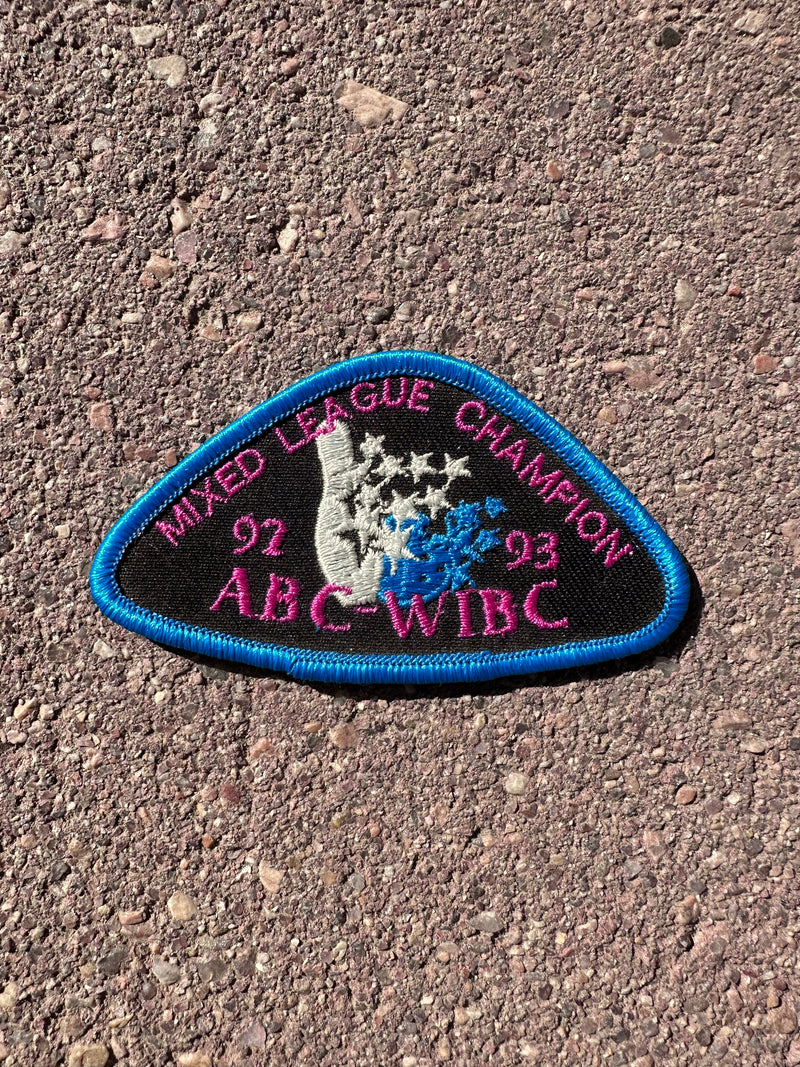 MIXED LEAGUE CHAMPION
92 93
ABC-WIBC